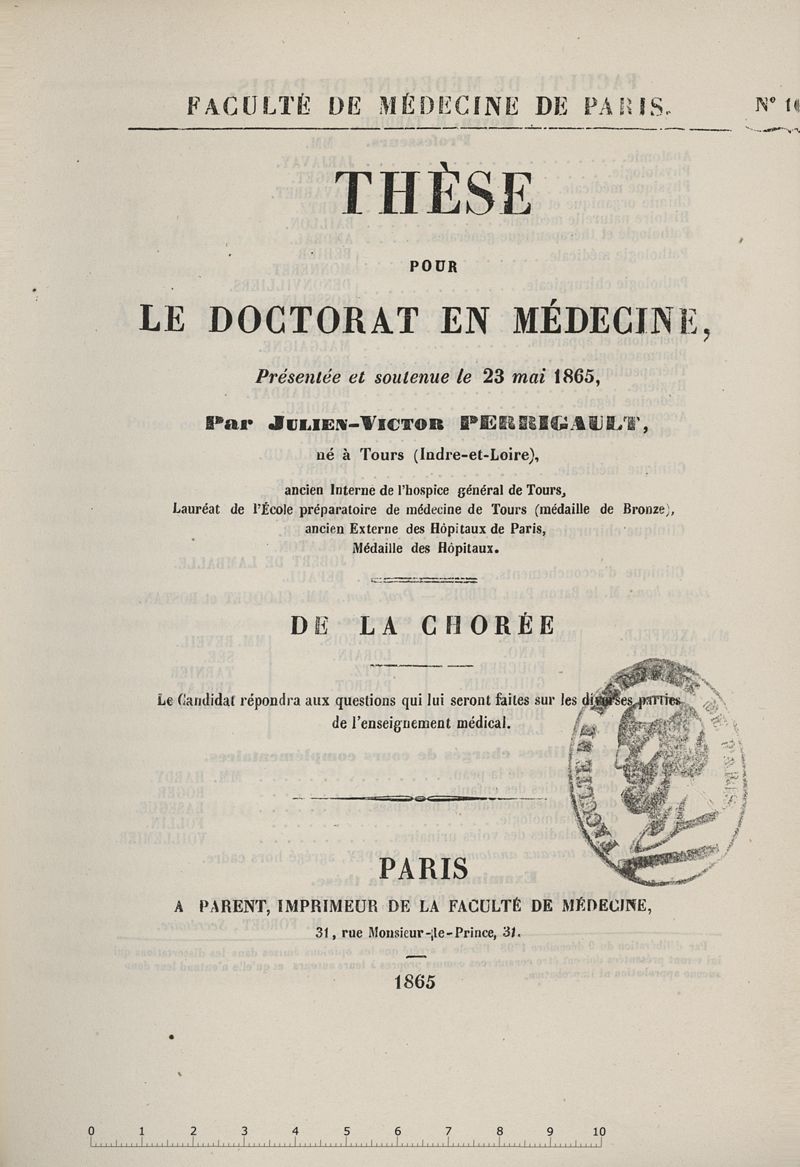 FACULTÉ DE MÉDECINE DE PARIS. N°
THÈSE
POUR
LE DOCTORAT EN MÉDECINE,
Présentée et soutenue le 23 mai 1865,
Par JULIEN-VICTOR PERRIGAULT,
né à Tours (Indre-et-Loire),
ancien Interne de l'hospice général de Tours,
Lauréat de l'École préparatoire de médecine de Tours (médaille de Bronze),
ancien Externe des Hôpitaux de Paris,
Médaille des Hôpitaux.
DE LA CHORÉE
Le Candidat répondra aux questions qui lui seront faites sur les diverses parties
de l'enseignement médical.
PARIS
A PARENT, IMPRIMEUR DE LA FACULTÉ DE MÉDECINE,
31, rue Monsieur-le-Prince, 31.
1865
0 1 2 3 4 5 6 7 8 9 10